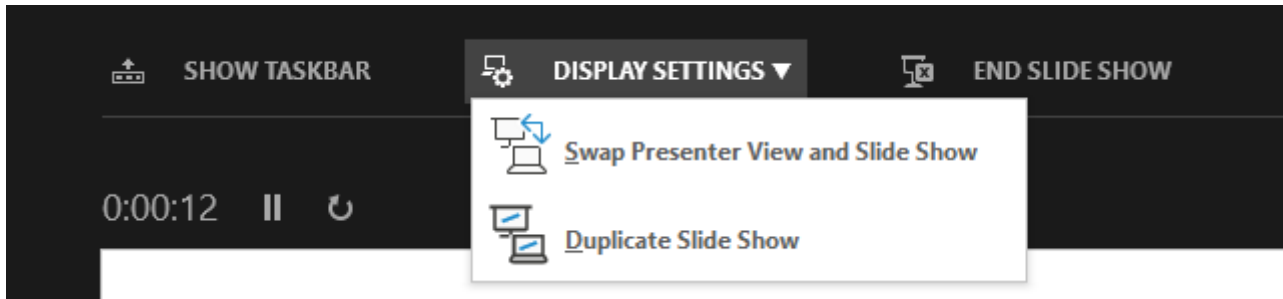 SHOW TASKBAR DISPLAY SETTINGS ▼ END SLIDE SHOW
Swap Presenter View and Slide Show
0:00:12
Duplicate Slide Show